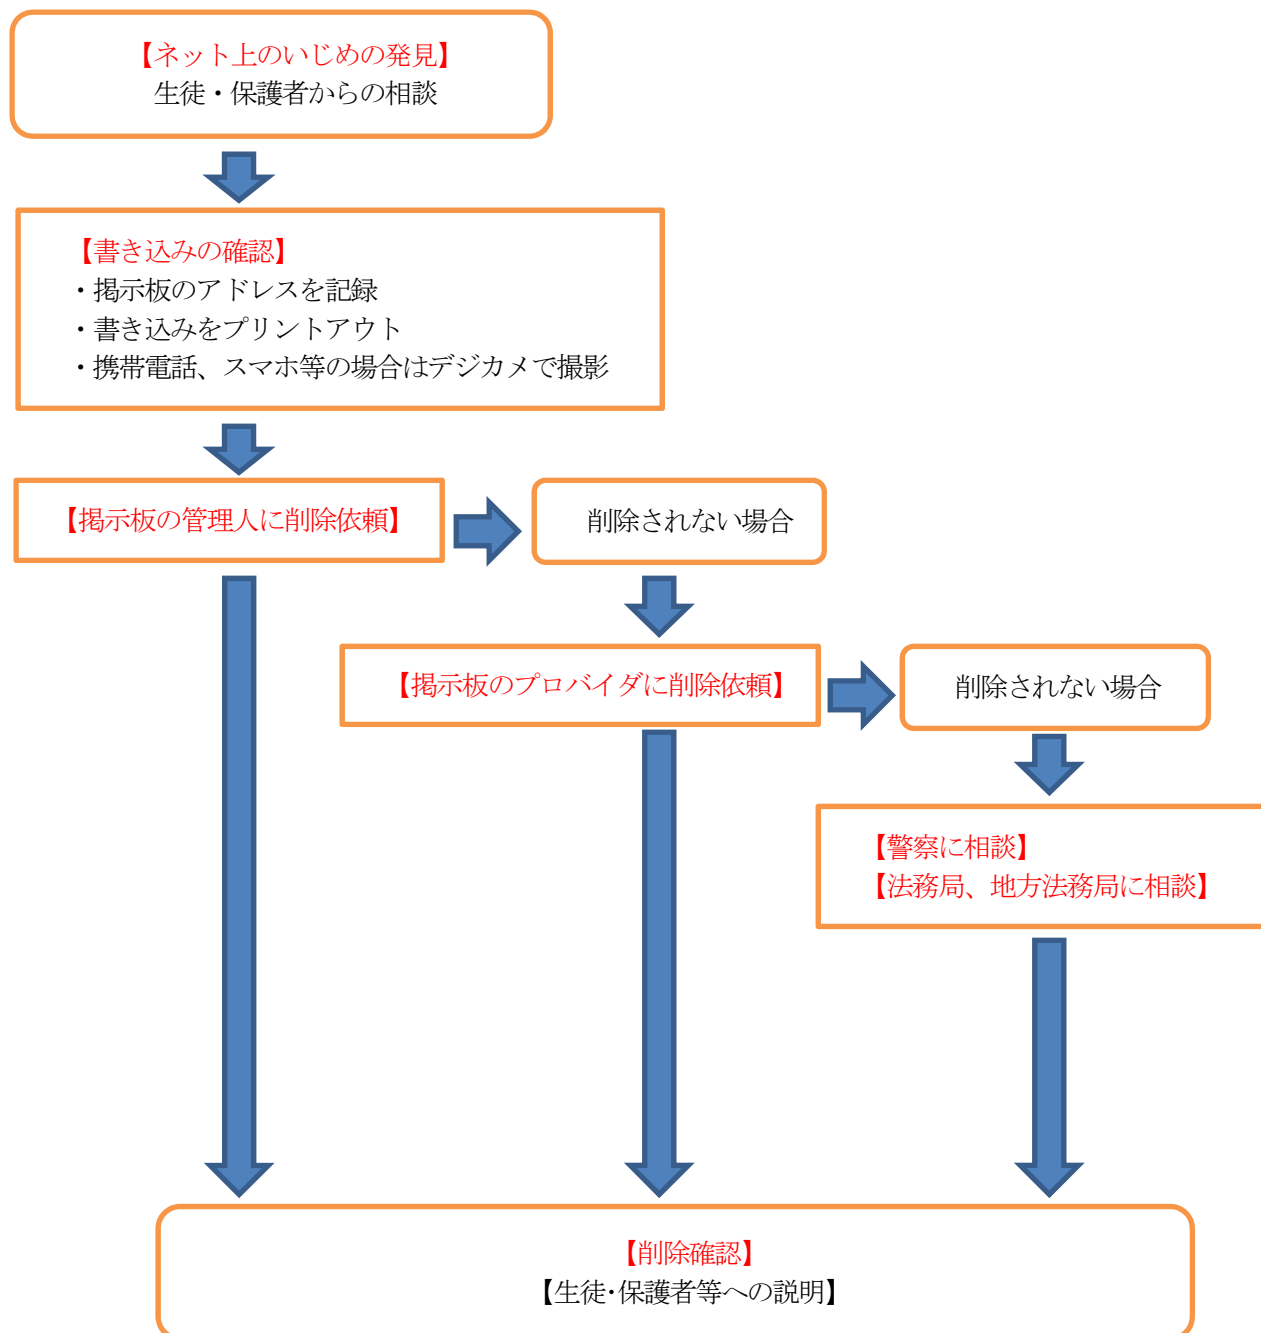 【ネット上のいじめの発見】
生徒・保護者からの相談
【書き込みの確認】
・掲示板のアドレスを記録
・書き込みをプリントアウト
・携帯電話、スマホ等の場合はデジカメで撮影
【掲示板の管理人に削除依頼】
削除されない場合
【掲示板のプロバイダに削除依頼】
削除されない場合
【警察に相談】
【法務局、地方法務局に相談】
【削除確認】
【生徒･保護者等への説明】